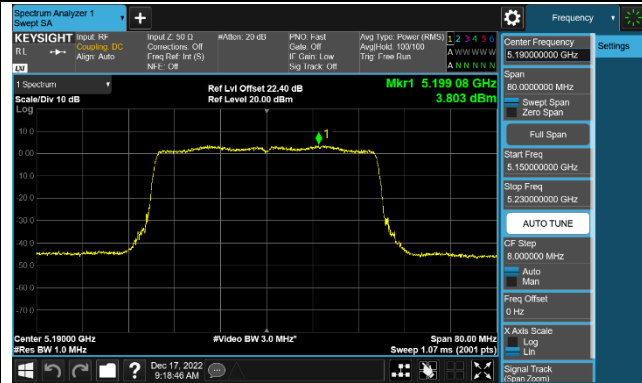 Spectrum Analyzer 1
Swept SA
+
Frequency
KEYSIGHT
RL
LXI
Input: RF
Coupling: DC
Align: Auto
Input Z: 50 Ω
Corrections: Off
Freq Ref: Int (S)
NFE: Off
#Atten: 20 dB
PNO: Fast
Gate: Off
IF Gain: Low
Sig Track: Off
Avg Type: Power (RMS)
Avg|Hold: 100/100
Trig: Free Run
1 2 3 4 5 6
A W W W W W
A N N N N N
1 Spectrum
Scale/Div 10 dB
Log
Ref Lvl Offset 22.40 dB
Ref Level 20.00 dBm
Mkr1 5.199 08 GHz
3.803 dBm
1
10.0
0.00
-10.0
-20.0
-30.0
-40.0
-50.0
-60.0
-70.0
Center 5.19000 GHz
#Res BW 1.0 MHz
#Video BW 3.0 MHz*
Span 80.00 MHz
Sweep 1.07 ms (2001 pts)
?
Dec 17, 2022
9:18:46 AM
Center Frequency
5.190000000 GHz
Settings
Span
80.0000000 MHz
Swept Span
Zero Span
Full Span
Start Freq
5.150000000 GHz
Stop Freq
5.230000000 GHz
AUTO TUNE
CF Step
8.000000 MHz
Auto
Man
Freq Offset
0 Hz
X Axis Scale
Log
Lin
Signal Track
(Span Zoom)